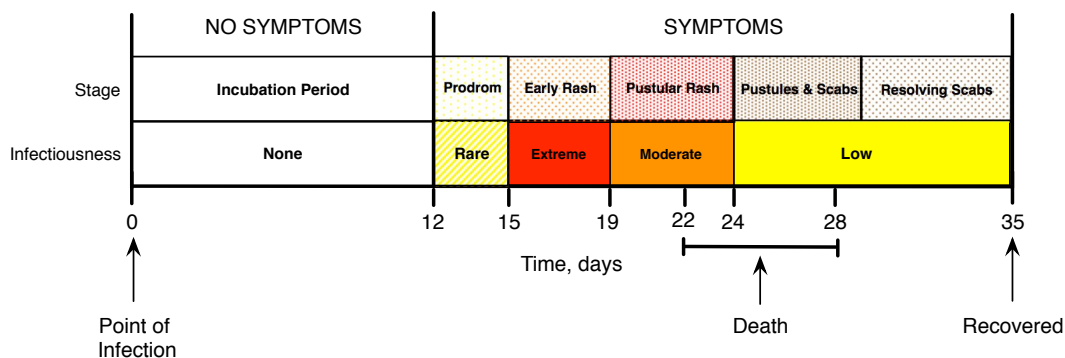 NO SYMPTOMS SYMPTOMS
Stage Incubation Period Prodrom Early Rash Pustular Rash Pustules & Scabs Resolving Scabs
Infectiousness None Rare Extreme Moderate Low
0 12 15 19 22 24 28 35
Time, days
Point of
Infection
Death
Recovered